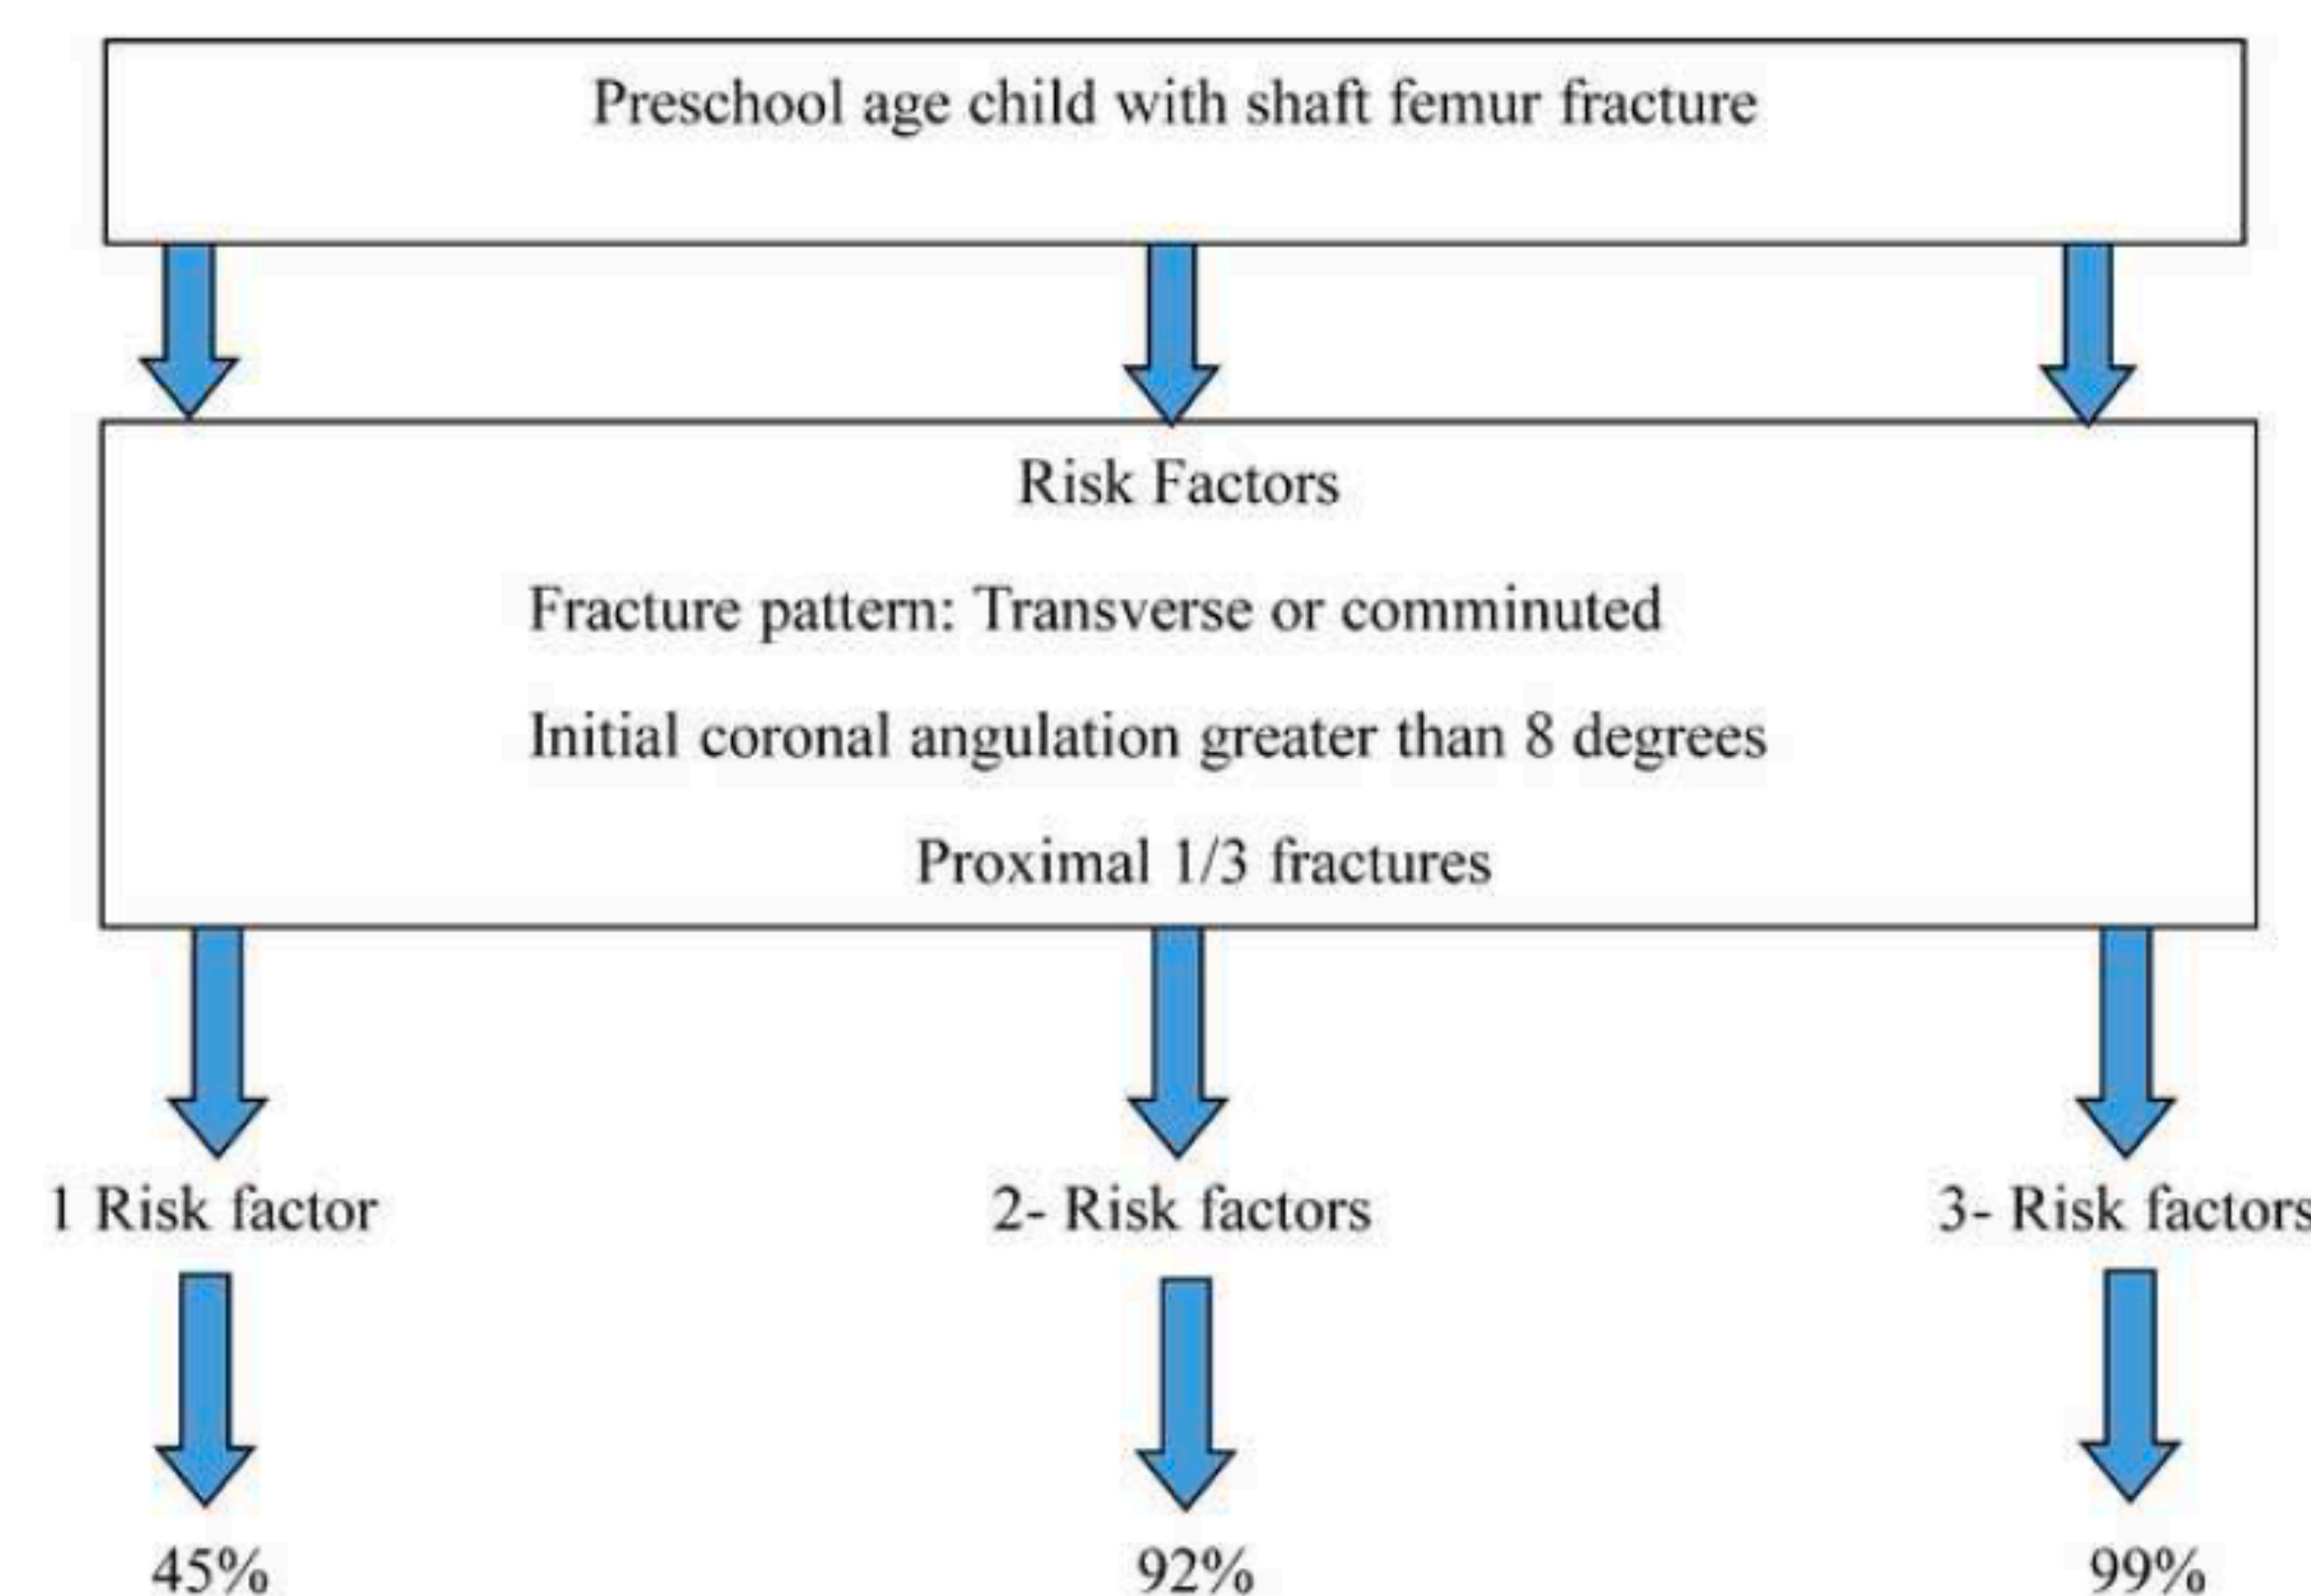 Preschool age child with shaft femur fracture
Risk Factors
Fracture pattern: Transverse or comminuted
Initial coronal angulation greater than 8 degrees
Proximal 1/3 fractures
1 Risk factor
2- Risk factors
3- Risk factors
45%
92%
99%